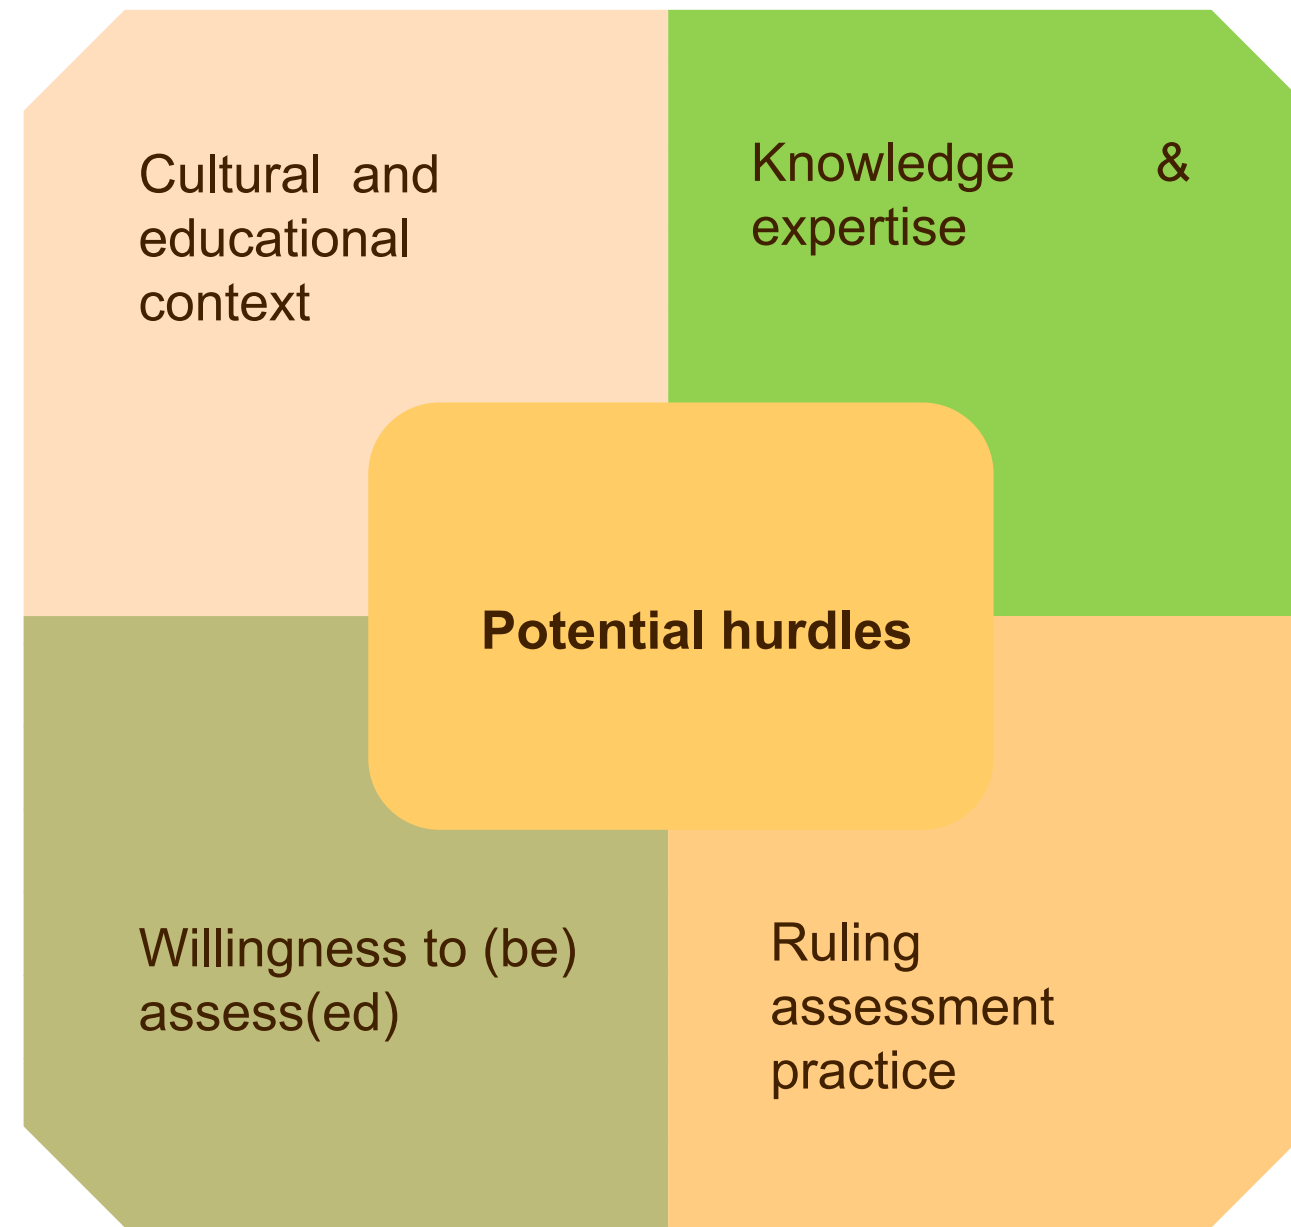 Cultural and
educational
context
Knowledge &
expertise
Potential hurdles
Willingness to (be)
assess(ed)
Ruling
assessment
practice